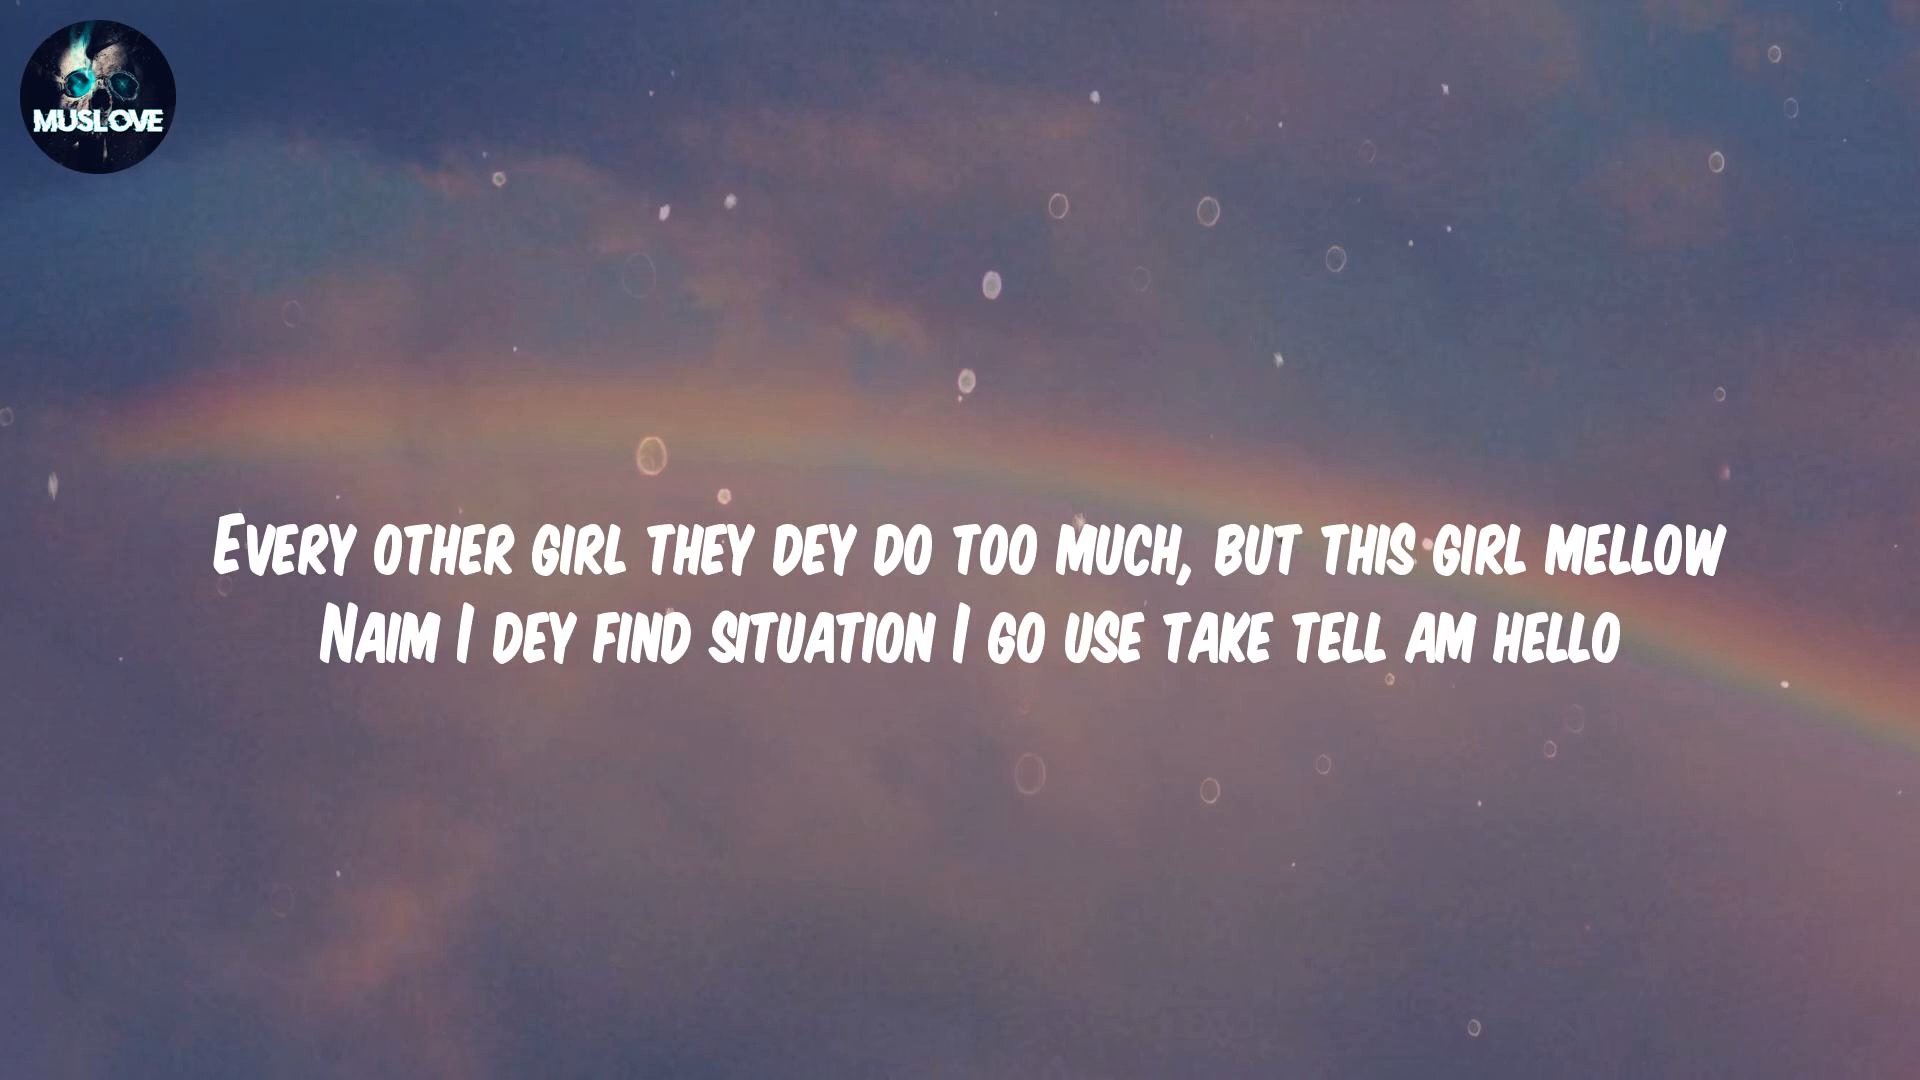 MUSLOVE
Every other girl they dey do too much, but this girl mellow
Naim I dey find situation I go use take tell am hello